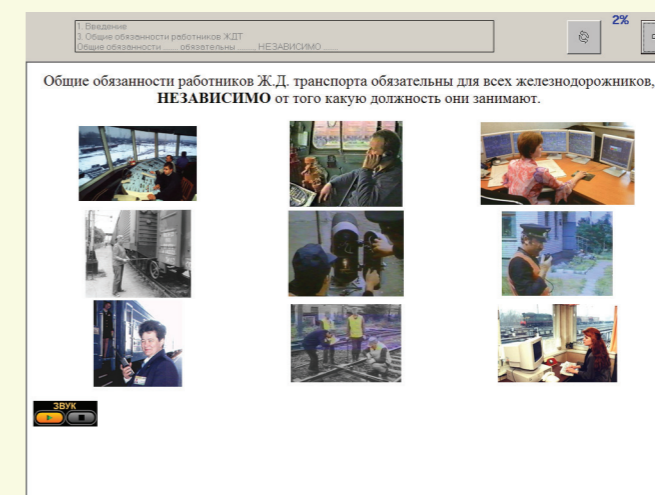 1. Введение
3. Общие обязанности работников ЖДТ
Общие обязанности ..... обязательны ....., НЕЗАВИСИМО .....
2%
Общие обязанности работников Ж.Д. транспорта обязательны для всех железнодорожников,
НЕЗАВИСИМО от того какую должность они занимают.
ЗВУК